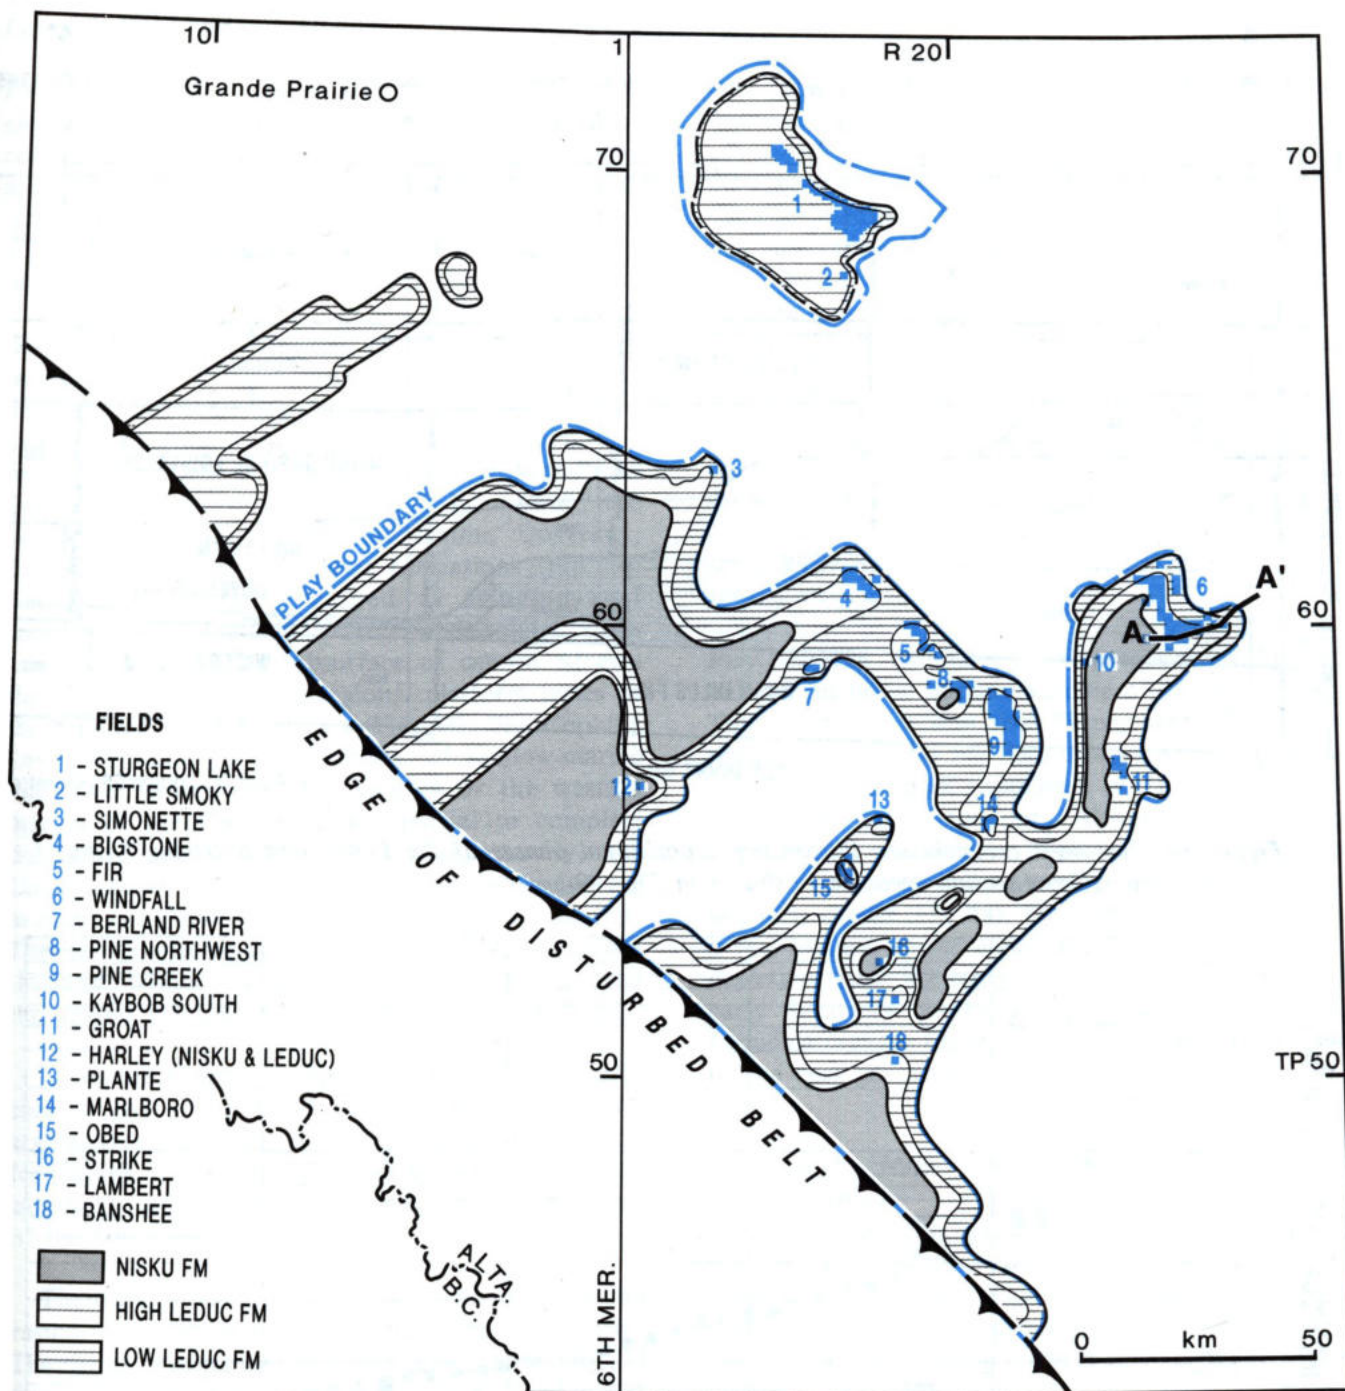 10
1
R 20
Grande Prairie
70
70
1
2
3
PLAY BOUNDARY
4
6
A'
60
60
A
5
10
8
7
9
11
12
13
14
15
16
17
18
EDGE OF DISTURBED BELT
FIELDS
1 - STURGEON LAKE
2 - LITTLE SMOKY
3 - SIMONETTE
4 - BIGSTONE
5 - FIR
6 - WINDFALL
7 - BERLAND RIVER
8 - PINE NORTHWEST
9 - PINE CREEK
10 - KAYBOB SOUTH
11 - GROAT
12 - HARLEY (NISKU & LEDUC)
13 - PLANTE
14 - MARLBORO
15 - OBED
16 - STRIKE
17 - LAMBERT
18 - BANSHEE
50
TP 50
NISKU FM
HIGH LEDUC FM
LOW LEDUC FM
ALTA.
B.C.
6TH MER.
0 km 50